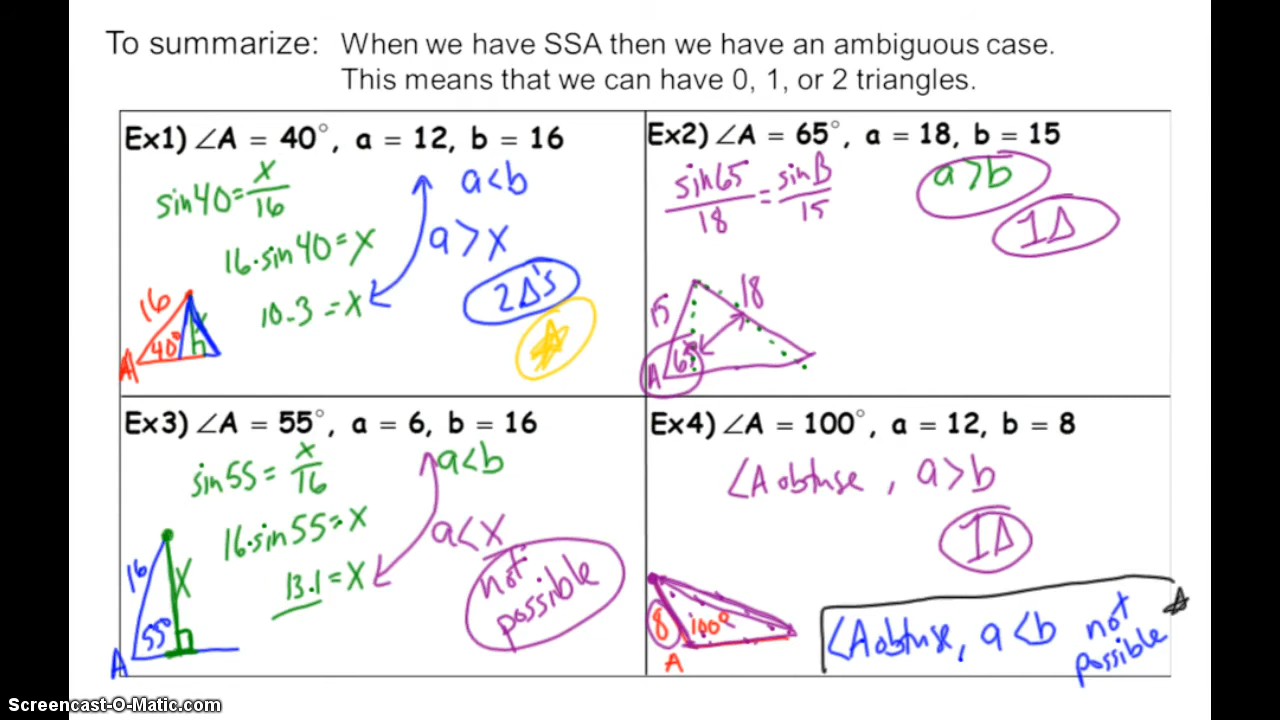 To summarize: When we have SSA then we have an ambiguous case.
This means that we can have 0, 1, or 2 triangles.
Ex1) ∠A = 40°, a = 12, b = 16
sin40 = x/16
a<b
16·sin40 = x
a > x
10.3 = x
2Δ's
16
x
40°
A
Ex2) ∠A = 65°, a = 18, b = 15
sin65/18 = sinB/15
a>b
1Δ
15
18
65°
A
Ex3) ∠A = 55°, a = 6, b = 16
sin55 = x/16
a<b
16·sin55 = x
a<x
13.1 = x
not
possible
16
x
55°
A
Ex4) ∠A = 100°, a = 12, b = 8
∠A obtuse, a>b
1Δ
8
100°
A
∠A obtuse, a<b not
possible
Screencast-O-Matic.com